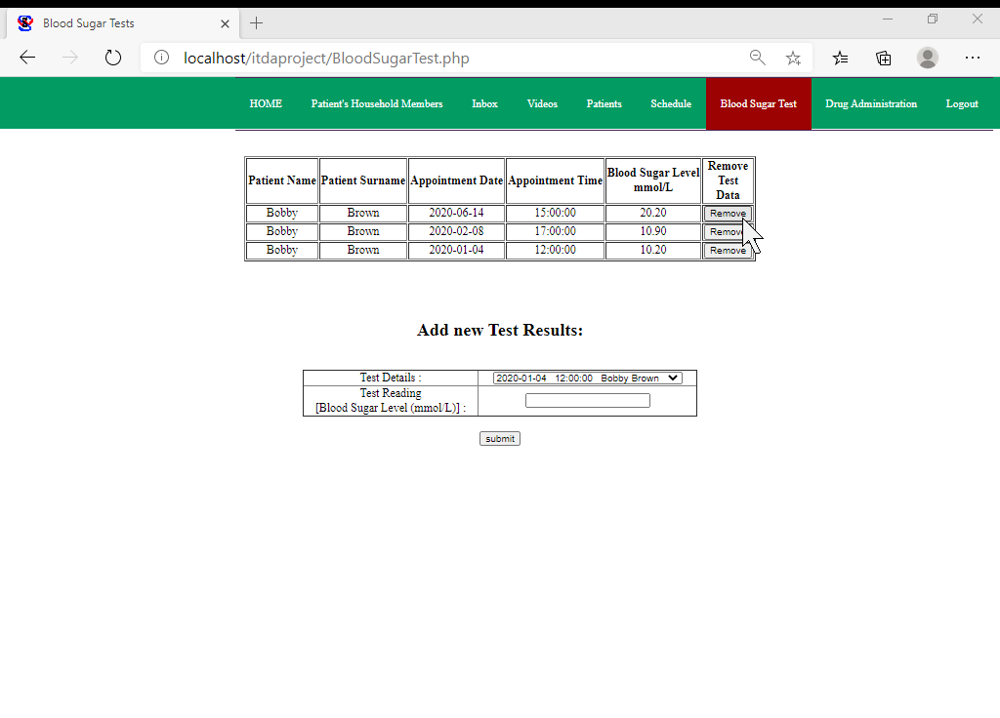 Blood Sugar Tests
localhost/itdaproject/BloodSugarTest.php
HOME Patient's Household Members Inbox Videos Patients Schedule Blood Sugar Test Drug Administration Logout
Patient Name Patient Surname Appointment Date Appointment Time Blood Sugar Level mmol/L Remove Test Data
Bobby Brown 2020-06-14 15:00:00 20.20 Remove
Bobby Brown 2020-02-08 17:00:00 10.90 Remove
Bobby Brown 2020-01-04 12:00:00 10.20 Remove
Add new Test Results:
Test Details : 2020-01-04 12:00:00 Bobby Brown
Test Reading
[Blood Sugar Level (mmol/L)] :
submit